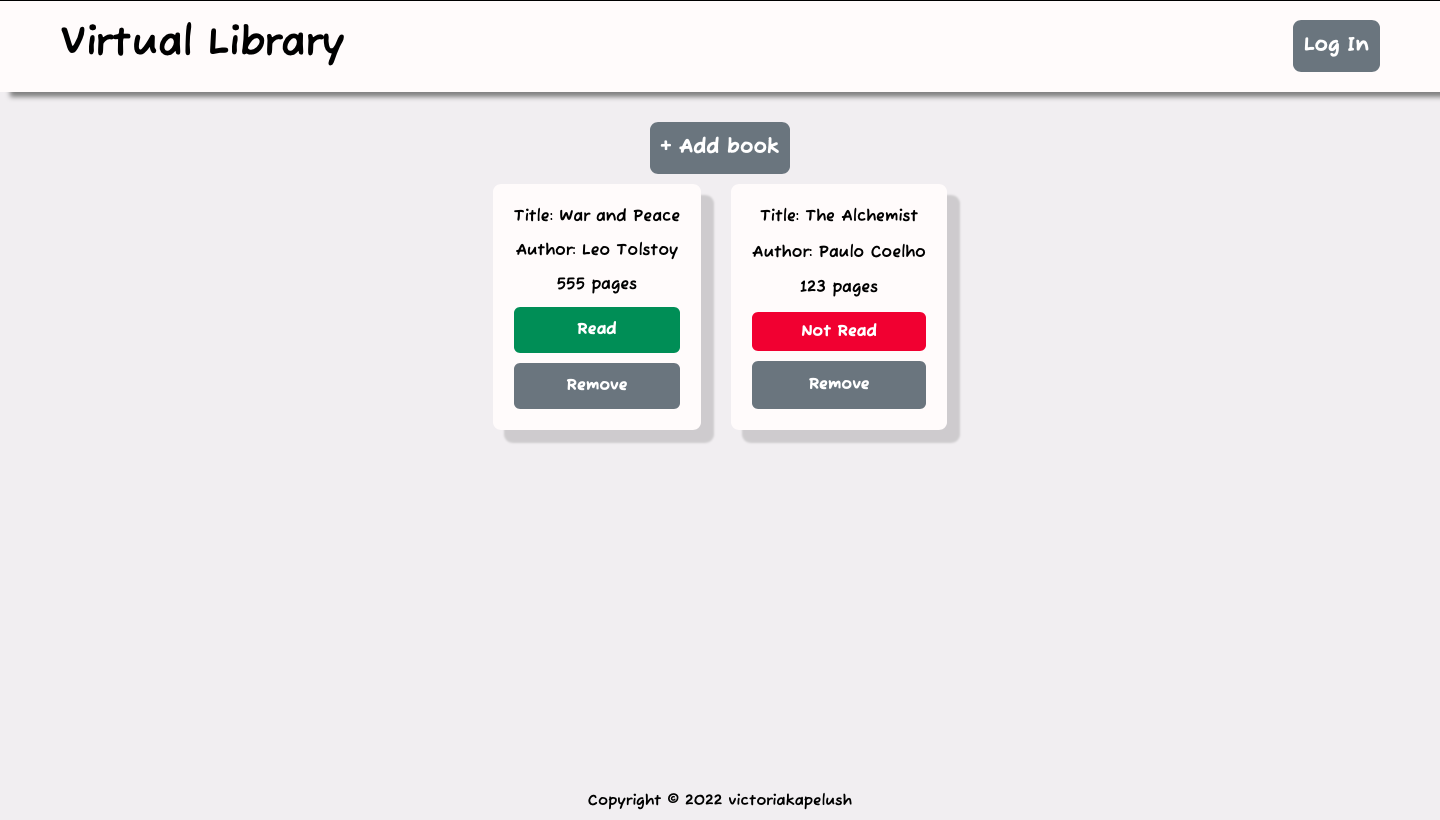 Virtual Library
Log In
+ Add book
Title: War and Peace
Author: Leo Tolstoy
555 pages
Read
Remove
Title: The Alchemist
Author: Paulo Coelho
123 pages
Not Read
Remove
Copyright © 2022 victoriakapelush